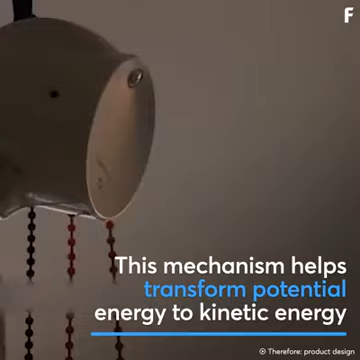 F
This mechanism helps
transform potential
energy to kinetic energy
Therefore: product design